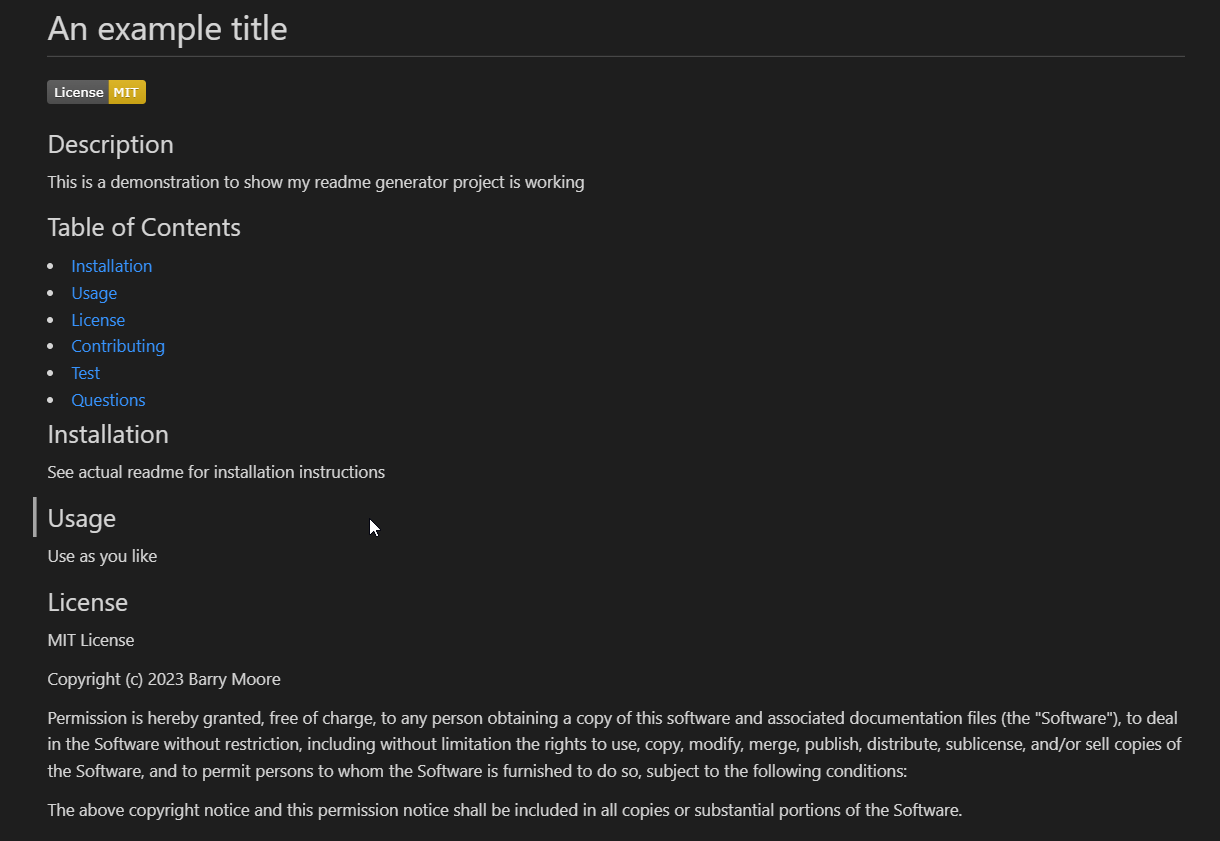 An example title
License MIT
Description
This is a demonstration to show my readme generator project is working
Table of Contents
Installation
Usage
License
Contributing
Test
Questions
Installation
See actual readme for installation instructions
Usage
Use as you like
License
MIT License
Copyright (c) 2023 Barry Moore
Permission is hereby granted, free of charge, to any person obtaining a copy of this software and associated documentation files (the "Software"), to deal
in the Software without restriction, including without limitation the rights to use, copy, modify, merge, publish, distribute, sublicense, and/or sell copies of
the Software, and to permit persons to whom the Software is furnished to do so, subject to the following conditions:
The above copyright notice and this permission notice shall be included in all copies or substantial portions of the Software.